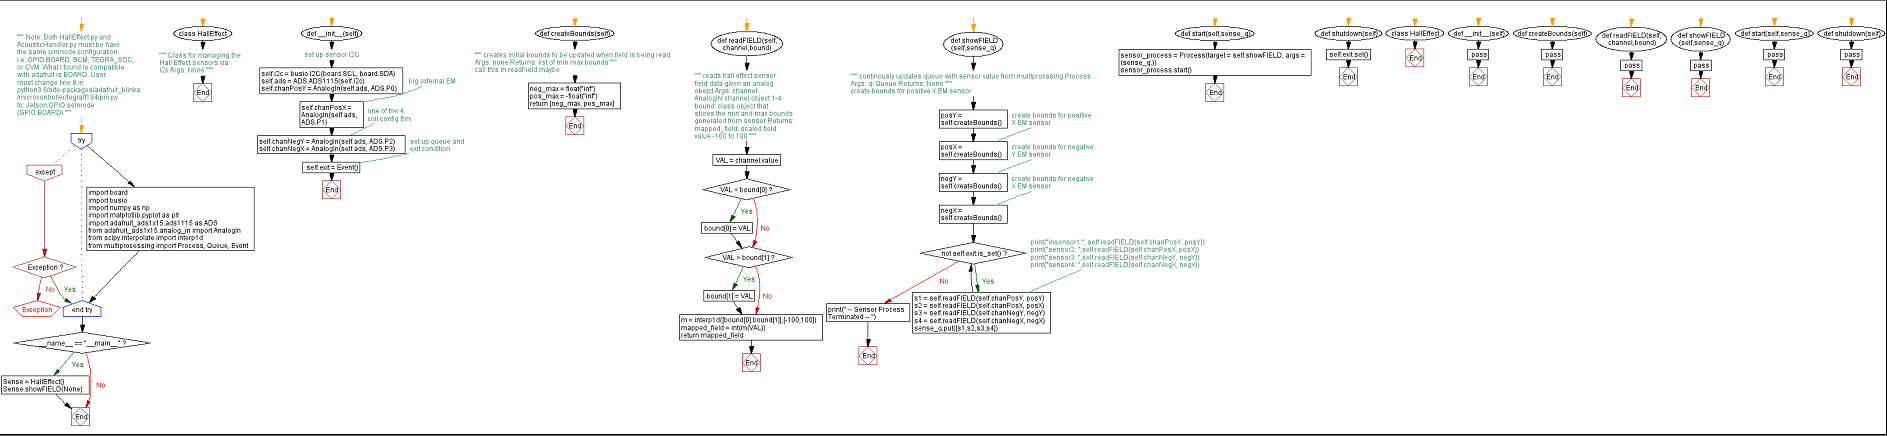 """ Note: Both HallEffect.py and
AcousticHandler.py must be have
the same pinmode configuration.
i.e. GPIO.BOARD, BCM, TEGRA_SOC,
or CVM. What I found is compatible
with adafruit is BOARD. User
must change line 8 in
python3.8/site-packages/adafruit_blinka
/microcontroller/tegra/t194/pin.py
to: Jetson.GPIO.setmode
(GPIO.BOARD) """
try
except
import board
import busio
import numpy as np
import matplotlib.pyplot as plt
import adafruit_ads1x15.ads1115 as ADS
from adafruit_ads1x15.analog_in import AnalogIn
from scipy.interpolate import interp1d
from multiprocessing import Process, Queue, Event
Exception ?
No
Yes
Exception
end try
__name__ == "__main__" ?
Yes
No
Sense = HallEffect()
Sense.showFIELD(None)
End
class HallEffect
""" Class for managing the
Hall Effect sensors via
i2c Args: None """
End
def __init__(self)
set up sensor I2C
self.i2c = busio.I2C(board.SCL, board.SDA)
self.ads = ADS.ADS1115(self.i2c)
self.chanPosY = AnalogIn(self.ads, ADS.P0)
big external EM
self.chanPosX =
AnalogIn(self.ads,
ADS.P1)
one of the 4
coil config Em
self.chanNegY = AnalogIn(self.ads, ADS.P2)
self.chanNegX = AnalogIn(self.ads, ADS.P3)
set up queue and
exit condition
self.exit = Event()
End
def createBounds(self)
""" creates initial bounds to be updated when field is being read
Args: none Returns: list of min max bounds """
call this in readField maybe
neg_max = float("inf")
pos_max = -float("inf")
return [neg_max, pos_max]
End
def readFIELD(self,
channel,bound)
""" reads hall effect sensor
field data given an analog
obejct Args: channel:
AnalogIN channel object 1-4
bound: class object that
stores the min and max bounds
generated from sensor Returns:
mapped_field: scaled field
value -100 to 100 """
VAL = channel.value
VAL < bound[0] ?
Yes
No
bound[0] = VAL
VAL > bound[1] ?
Yes
No
bound[1] = VAL
m = interp1d([bound[0],bound[1]],[-100,100])
mapped_field = int(m(VAL))
return mapped_field
End
def showFIELD
(self,sense_q)
""" continously updates queue with sensor value from mulitprocssing.Process
Args: q: Queue Returns: None """
create bounds for positive Y EM sensor
posY =
self.createBounds()
create bounds for positive
X EM sensor
posX =
self.createBounds()
create bounds for negative
Y EM sensor
negY =
self.createBounds()
create bounds for negative
X EM sensor
negX =
self.createBounds()
not self.exit.is_set() ?
print("insensor1:", self.readFIELD(self.chanPosY, posY))
print("sensor2: ",self.readFIELD(self.chanPosX, posX))
print("sensor3: ",self.readFIELD(self.chanNegY, negY))
print("sensor4: ",self.readFIELD(self.chanNegX, negX))
No
Yes
print(" -- Sensor Process
Terminated -- ")
s1 = self.readFIELD(self.chanPosY, posY)
s2 = self.readFIELD(self.chanPosX, posX)
s3 = self.readFIELD(self.chanNegY, negY)
s4 = self.readFIELD(self.chanNegX, negX)
sense_q.put([s1,s2,s3,s4])
End
def start(self,sense_q)
sensor_process = Process(target = self.showFIELD, args =
(sense_q,))
sensor_process.start()
End
def shutdown(self)
self.exit.set()
End
class HallEffect
End
def __init__(self)
pass
End
def createBounds(self)
pass
End
def readFIELD(self,
channel,bound)
pass
End
def showFIELD
(self,sense_q)
pass
End
def start(self,sense_q)
pass
End
def shutdown(self)
pass
End